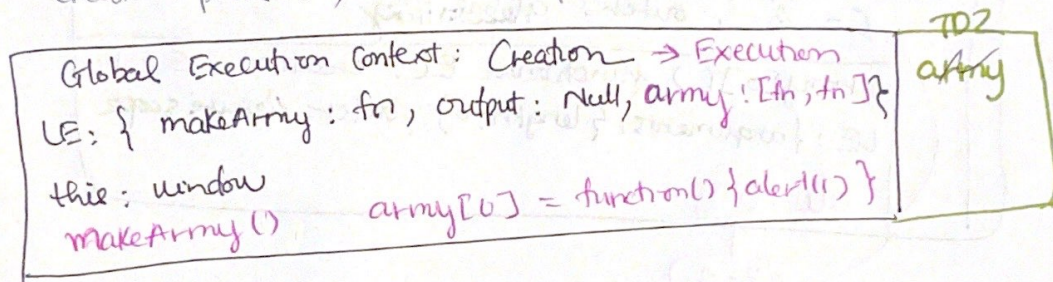 TDZ
Global Execution Context: Creation → Execution
army
LE: { makeArmy : fn, output : Null, army : [fn, fn]}
this: window
makeArmy() army[0] = function() {alert(1)}